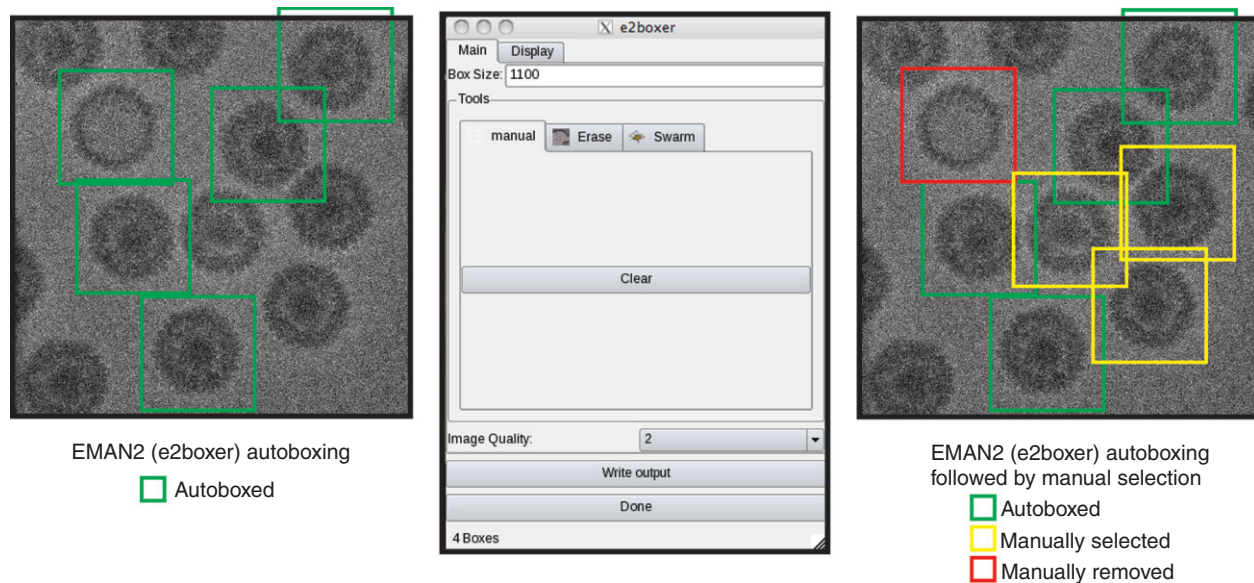 EMAN2 (e2boxer) autoboxing
Autoboxed
X e2boxer
Main Display
Box Size: 1100
Tools
manual Erase Swarm
Clear
Image Quality: 2
Write output
Done
4 Boxes
EMAN2 (e2boxer) autoboxing
followed by manual selection
Autoboxed
Manually selected
Manually removed